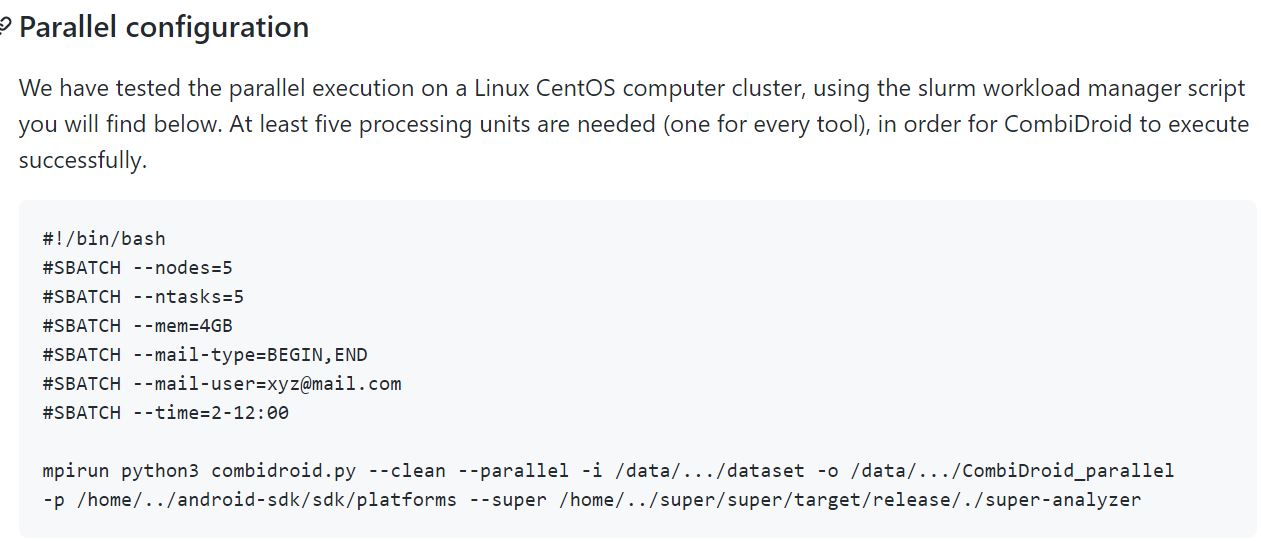 Parallel configuration
We have tested the parallel execution on a Linux CentOS computer cluster, using the slurm workload manager script
you will find below. At least five processing units are needed (one for every tool), in order for CombiDroid to execute
successfully.
#!/bin/bash
#SBATCH --nodes=5
#SBATCH --ntasks=5
#SBATCH --mem=4GB
#SBATCH --mail-type=BEGIN,END
#SBATCH --mail-user=xyz@mail.com
#SBATCH --time=2-12:00
mpirun python3 combidroid.py --clean --parallel -i /data/.../dataset -o /data/.../CombiDroid_parallel
-p /home/../android-sdk/sdk/platforms --super /home/../super/super/target/release/./super-analyzer